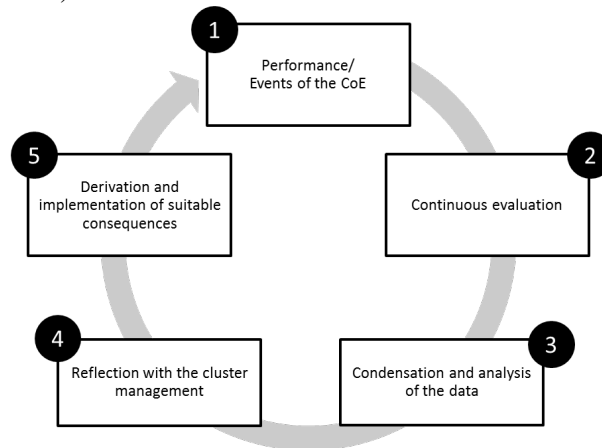 1
Performance/
Events of the CoE
2
Continuous evaluation
3
Condensation and analysis
of the data
4
Reflection with the cluster
management
5
Derivation and
implementation of suitable
consequences